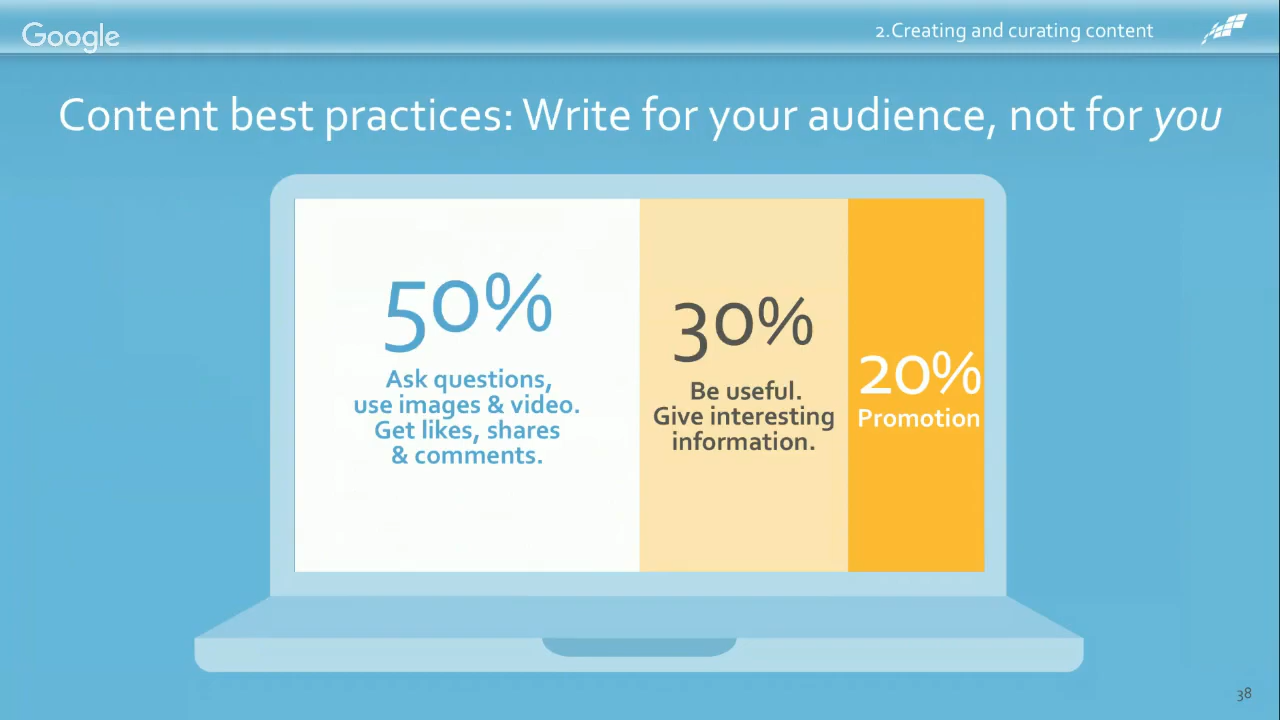 Google
2.Creating and curating content
Content best practices: Write for your audience, not for you
50%
Ask questions,
use images & video.
Get likes, shares
& comments.
30%
Be useful.
Give interesting
information.
20%
Promotion
38